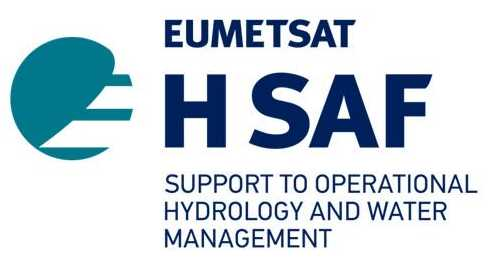 EUMETSAT
H SAF
SUPPORT TO OPERATIONAL
HYDROLOGY AND WATER
MANAGEMENT